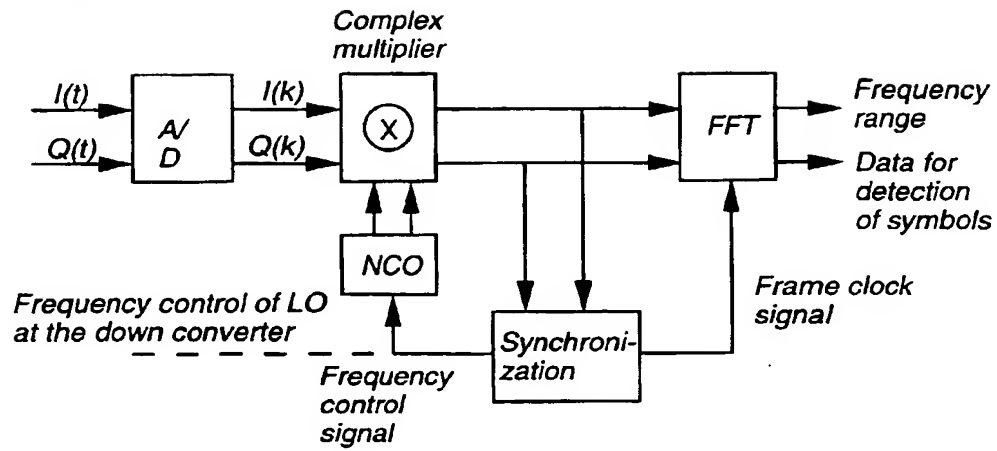 Complex
multiplier
I(t)
Q(t)
A/
D
I(k)
Q(k)
X
FFT
Frequency
range
Data for
detection
of symbols
NCO
Frequency control of LO
at the down converter
Frame clock
signal
Synchroni-
zation
Frequency
control
signal